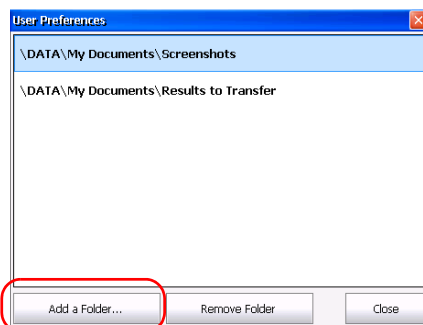 User Preferences
\DATA\My Documents\Screenshots
\DATA\My Documents\Results to Transfer
Add a Folder...
Remove Folder
Close